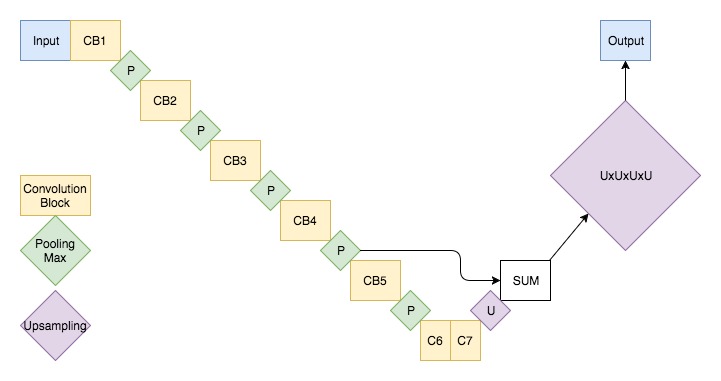 Input
CB1
P
CB2
P
CB3
P
CB4
P
CB5
P
C6
C7
U
SUM
UxUxUxU
Output
Convolution
Block
Pooling
Max
Upsampling